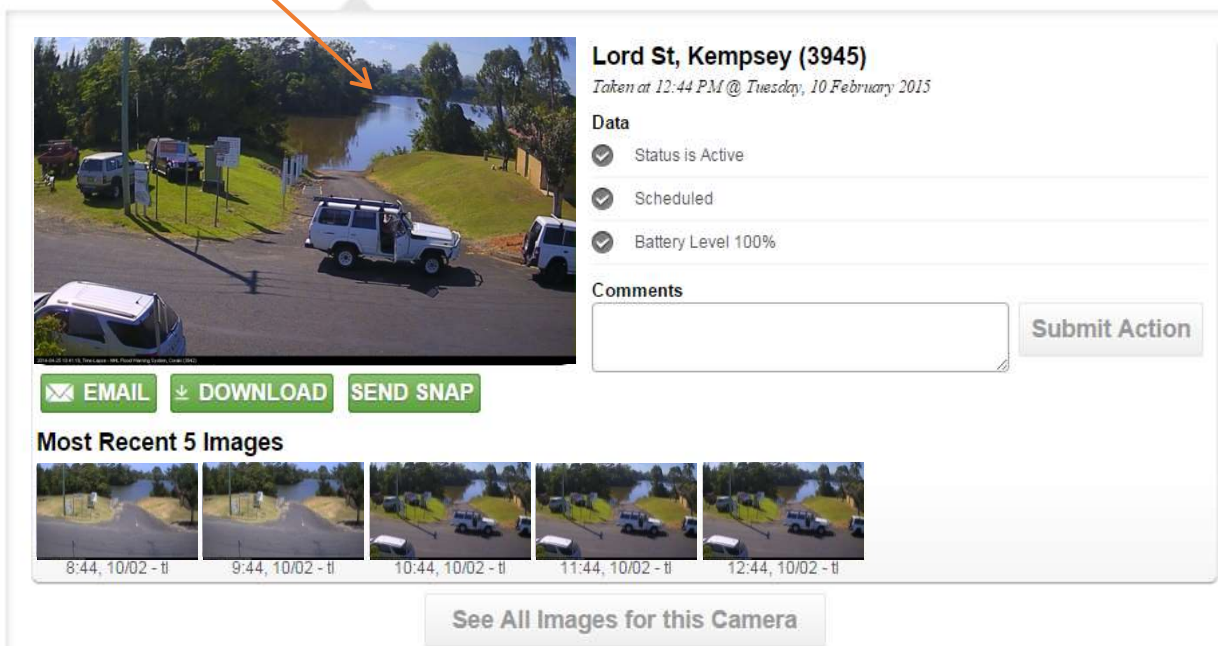 Lord St, Kempsey (3945)
Taken at 12:44 PM @ Tuesday, 10 February 2015
Data
Status is Active
Scheduled
Battery Level 100%
Comments
Submit Action
EMAIL
DOWNLOAD
SEND SNAP
Most Recent 5 Images
8:44, 10/02 - tl
9:44, 10/02 - tl
10:44, 10/02 - tl
11:44, 10/02 - tl
12:44, 10/02 - tl
See All Images for this Camera